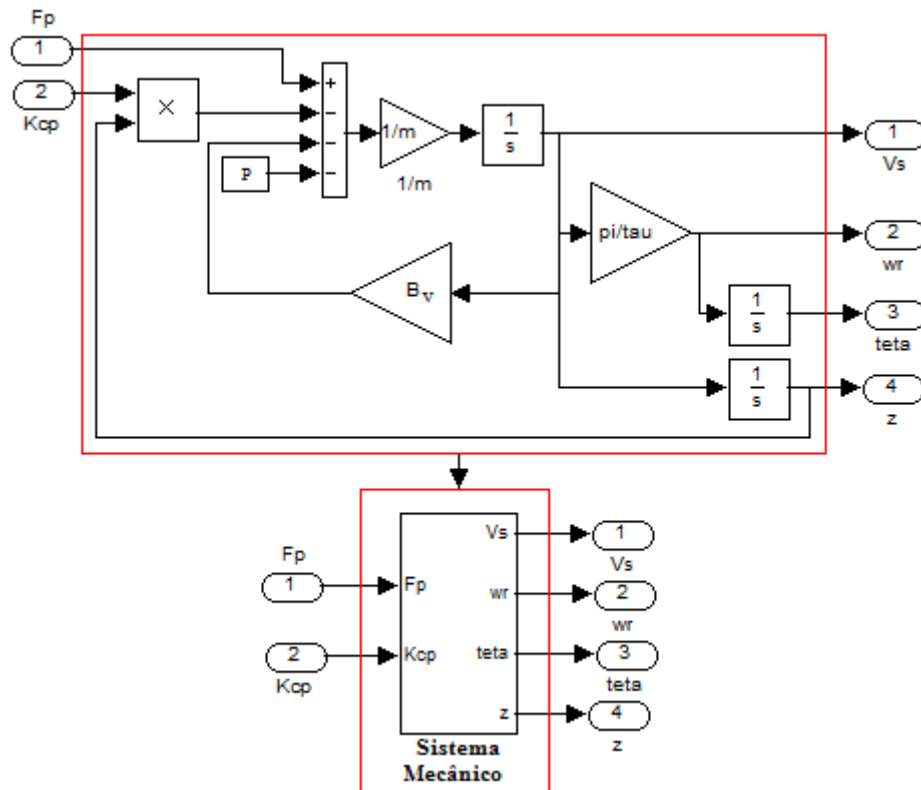 Fp
1
2
Kcp
×
+
−
−
−
P
1/m
1/m
1
s
1
Vs
pi/tau
2
wr
B v
1
s
3
teta
1
s
4
z
Fp
1
2
Kcp
Fp
Kcp
Vs
wr
teta
z
1
Vs
2
wr
3
teta
4
z
Sistema
Mecânico